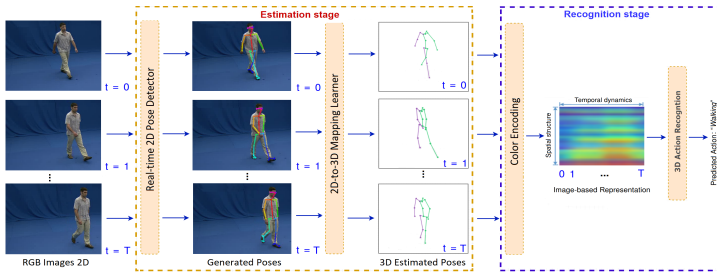 Estimation stage
Recognition stage
t = 0
t = 0
t = 0
Real-time 2D Pose Detector
2D-to-3D Mapping Learner
Color Encoding
Temporal dynamics
Spatial structure
3D Action Recogntion
Predicted Action: "Walking"
t = 1
t = 1
t = 1
...
...
...
0 1 ... T
Image-based Representation
t = T
t = T
t = T
RGB Images 2D
Generated Poses
3D Estimated Poses